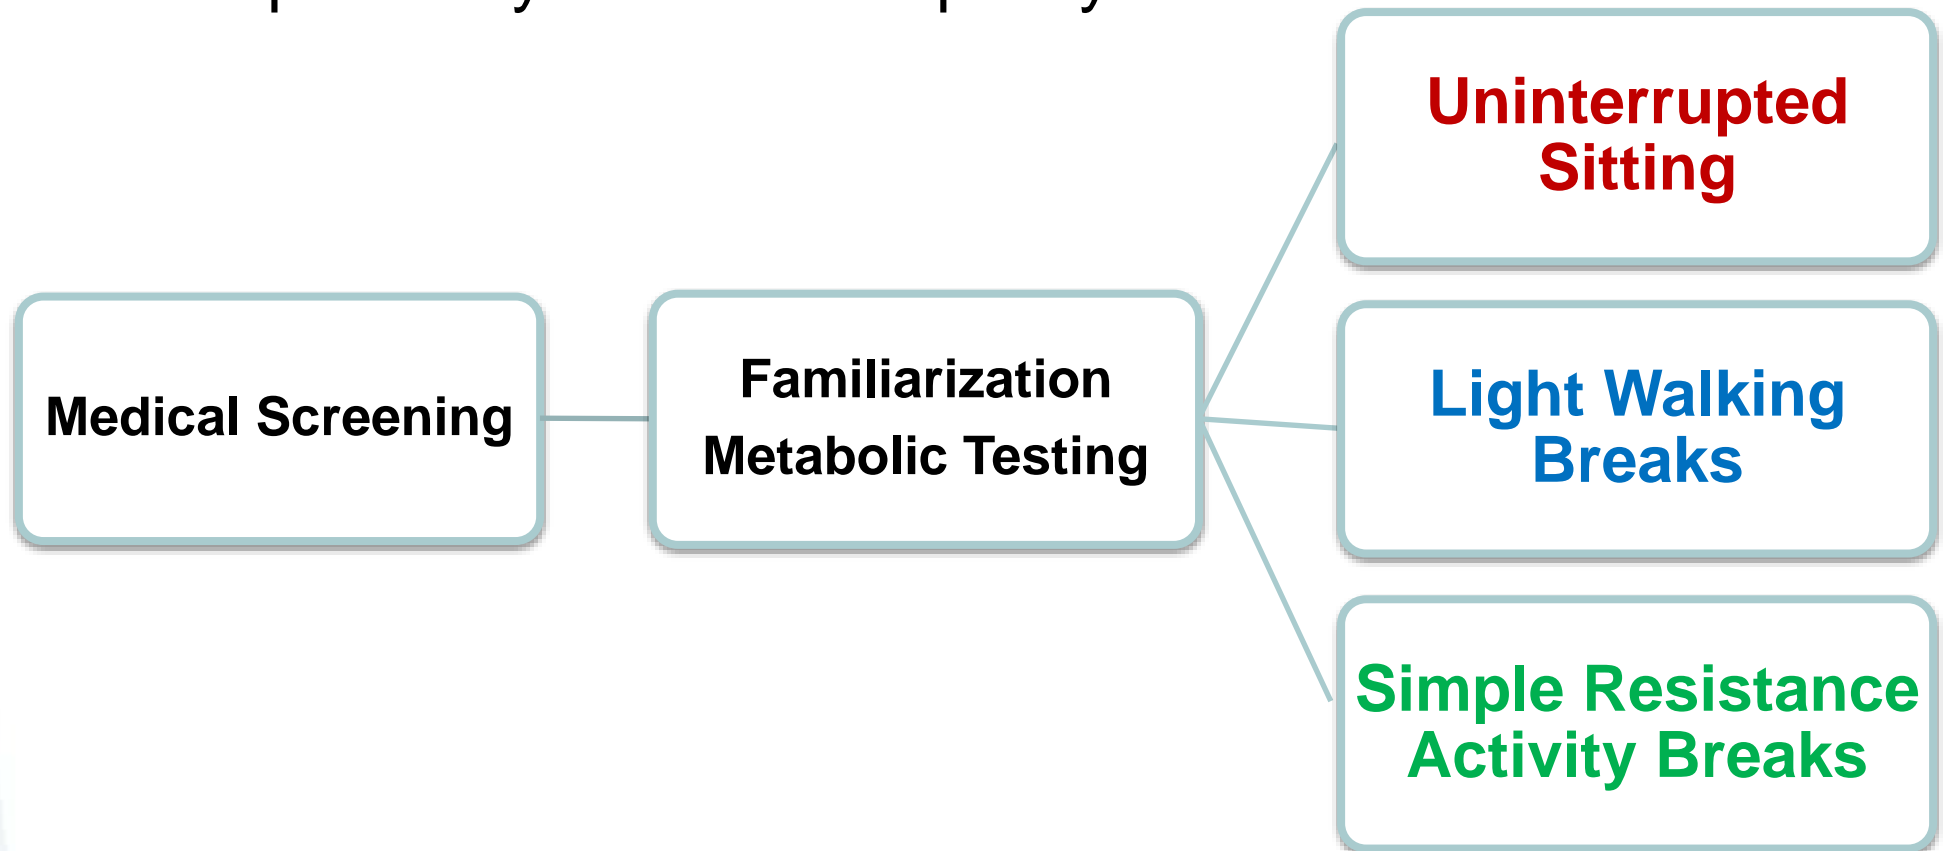 Medical Screening
Familiarization
Metabolic Testing
Uninterrupted
Sitting
Light Walking
Breaks
Simple Resistance
Activity Breaks